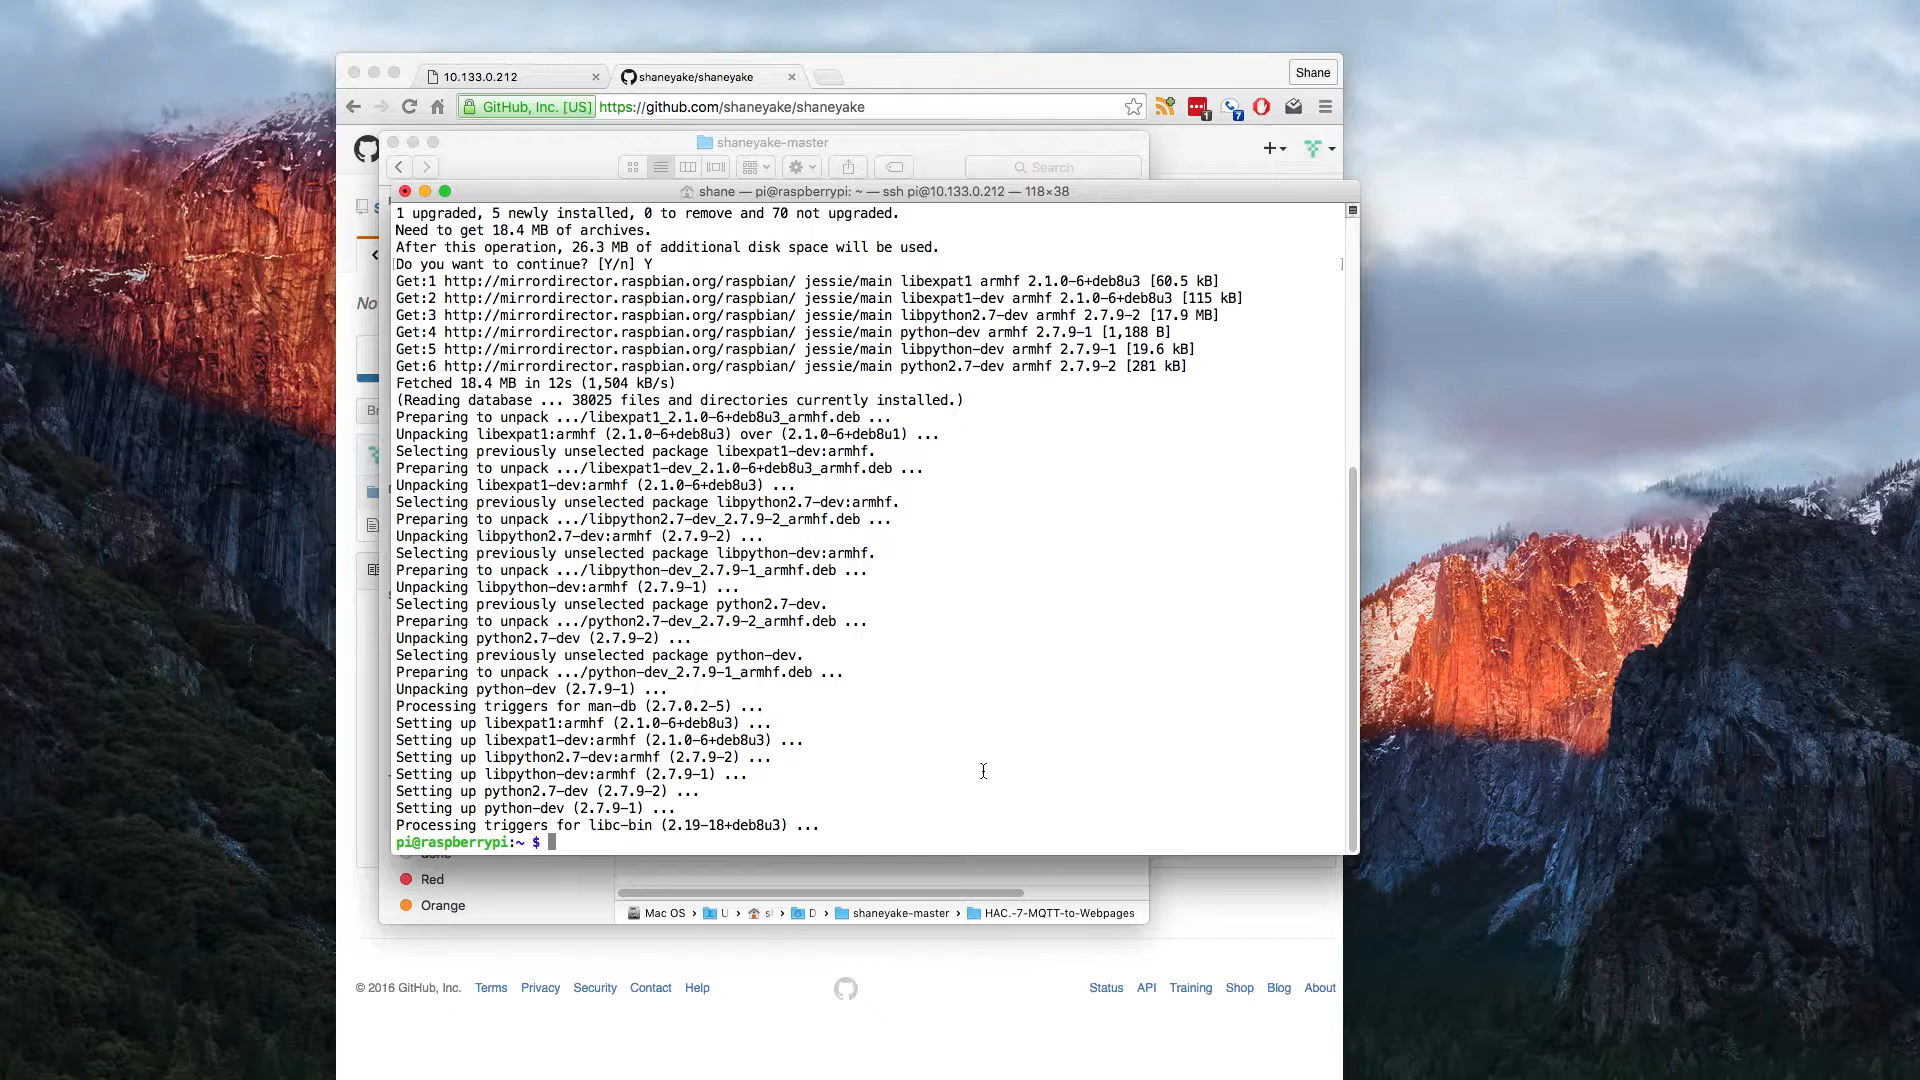 10.133.0.212
shaneyake/shaneyake
Shane
GitHub, Inc. [US] https://github.com/shaneyake/shaneyake
1
7
shaneyake-master
Search
shane — pi@raspberrypi: ~ — ssh pi@10.133.0.212 — 118×38
1 upgraded, 5 newly installed, 0 to remove and 70 not upgraded.
Need to get 18.4 MB of archives.
After this operation, 26.3 MB of additional disk space will be used.
Do you want to continue? [Y/n] Y
Get:1 http://mirrordirector.raspbian.org/raspbian/ jessie/main libexpat1 armhf 2.1.0-6+deb8u3 [60.5 kB]
Get:2 http://mirrordirector.raspbian.org/raspbian/ jessie/main libexpat1-dev armhf 2.1.0-6+deb8u3 [115 kB]
Get:3 http://mirrordirector.raspbian.org/raspbian/ jessie/main libpython2.7-dev armhf 2.7.9-2 [17.9 MB]
Get:4 http://mirrordirector.raspbian.org/raspbian/ jessie/main python-dev armhf 2.7.9-1 [1,188 B]
Get:5 http://mirrordirector.raspbian.org/raspbian/ jessie/main libpython-dev armhf 2.7.9-1 [19.6 kB]
Get:6 http://mirrordirector.raspbian.org/raspbian/ jessie/main python2.7-dev armhf 2.7.9-2 [281 kB]
Fetched 18.4 MB in 12s (1,504 kB/s)
(Reading database ... 38025 files and directories currently installed.)
Preparing to unpack .../libexpat1_2.1.0-6+deb8u3_armhf.deb ...
Unpacking libexpat1:armhf (2.1.0-6+deb8u3) over (2.1.0-6+deb8u1) ...
Selecting previously unselected package libexpat1-dev:armhf.
Preparing to unpack .../libexpat1-dev_2.1.0-6+deb8u3_armhf.deb ...
Unpacking libexpat1-dev:armhf (2.1.0-6+deb8u3) ...
Selecting previously unselected package libpython2.7-dev:armhf.
Preparing to unpack .../libpython2.7-dev_2.7.9-2_armhf.deb ...
Unpacking libpython2.7-dev:armhf (2.7.9-2) ...
Selecting previously unselected package libpython-dev:armhf.
Preparing to unpack .../libpython-dev_2.7.9-1_armhf.deb ...
Unpacking libpython-dev:armhf (2.7.9-1) ...
Selecting previously unselected package python2.7-dev.
Preparing to unpack .../python2.7-dev_2.7.9-2_armhf.deb ...
Unpacking python2.7-dev (2.7.9-2) ...
Selecting previously unselected package python-dev.
Preparing to unpack .../python-dev_2.7.9-1_armhf.deb ...
Unpacking python-dev (2.7.9-1) ...
Processing triggers for man-db (2.7.0.2-5) ...
Setting up libexpat1:armhf (2.1.0-6+deb8u3) ...
Setting up libexpat1-dev:armhf (2.1.0-6+deb8u3) ...
Setting up libpython2.7-dev:armhf (2.7.9-2) ...
Setting up libpython-dev:armhf (2.7.9-1) ...
Setting up python2.7-dev (2.7.9-2) ...
Setting up python-dev (2.7.9-1) ...
Processing triggers for libc-bin (2.19-18+deb8u3) ...
pi@raspberrypi:~ $
No
Br
Red
Orange
Mac OS › U › s › D › shaneyake-master › HAC.-7-MQTT-to-Webpages
© 2016 GitHub, Inc. Terms Privacy Security Contact Help
Status API Training Shop Blog About